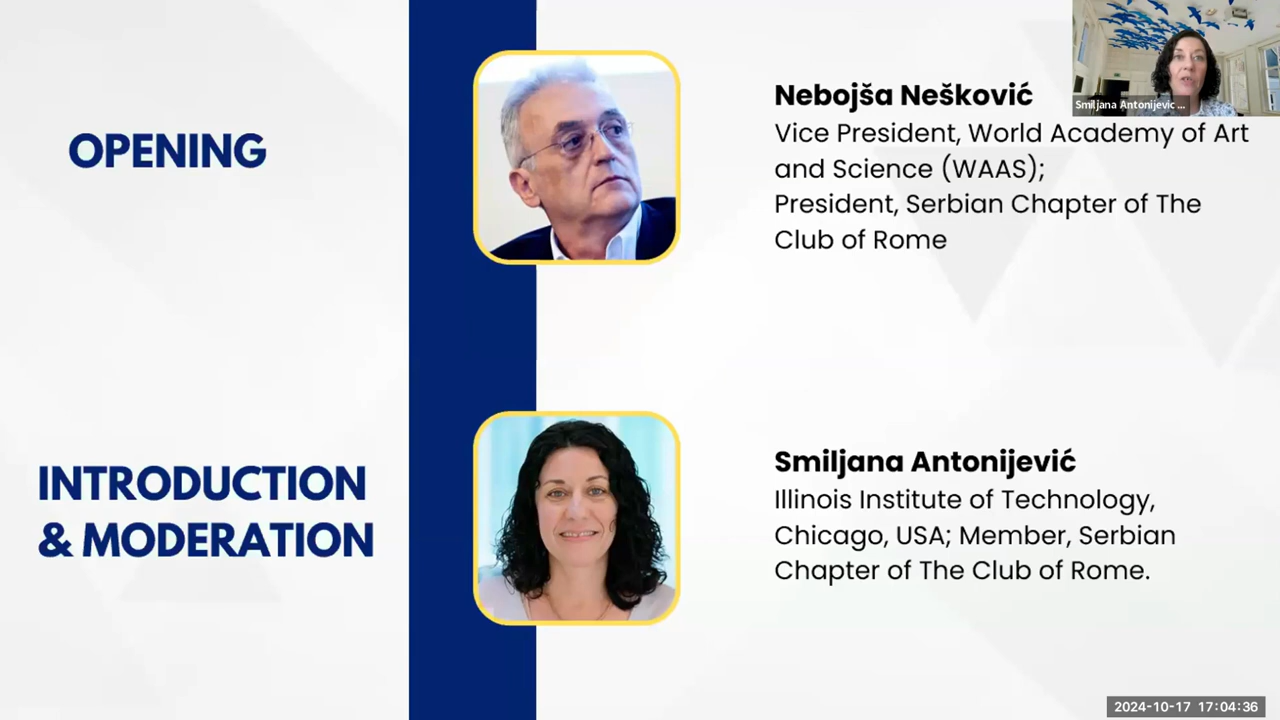 OPENING
Nebojša Nešković
Vice President, World Academy of Art
and Science (WAAS);
President, Serbian Chapter of The
Club of Rome
Smiljana Antonijevic ...
INTRODUCTION
& MODERATION
Smiljana Antonijević
Illinois Institute of Technology,
Chicago, USA; Member, Serbian
Chapter of The Club of Rome.
2024-10-17 17:04:36